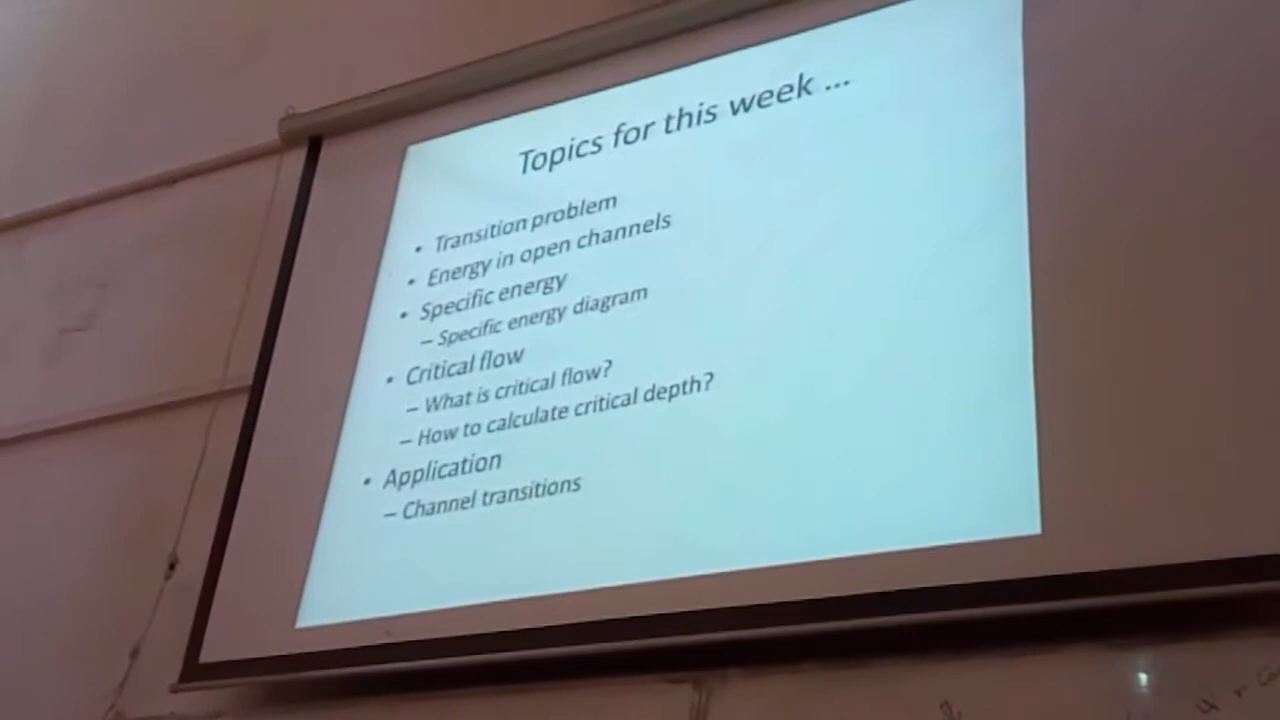 Topics for this week ...
• Transition problem
• Energy in open channels
• Specific energy
– Specific energy diagram
• Critical flow
– What is critical flow?
– How to calculate critical depth?
• Application
– Channel transitions